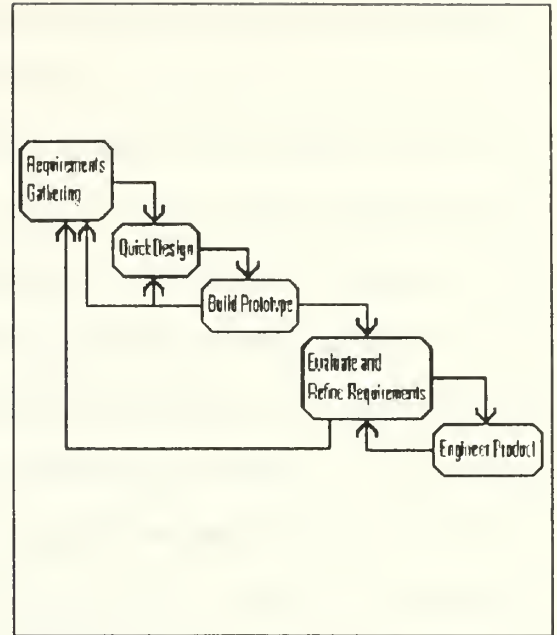 Requirements
Gathering
Quick Design
Build Prototype
Evaluate and
Refine Requirements
Engineer Product